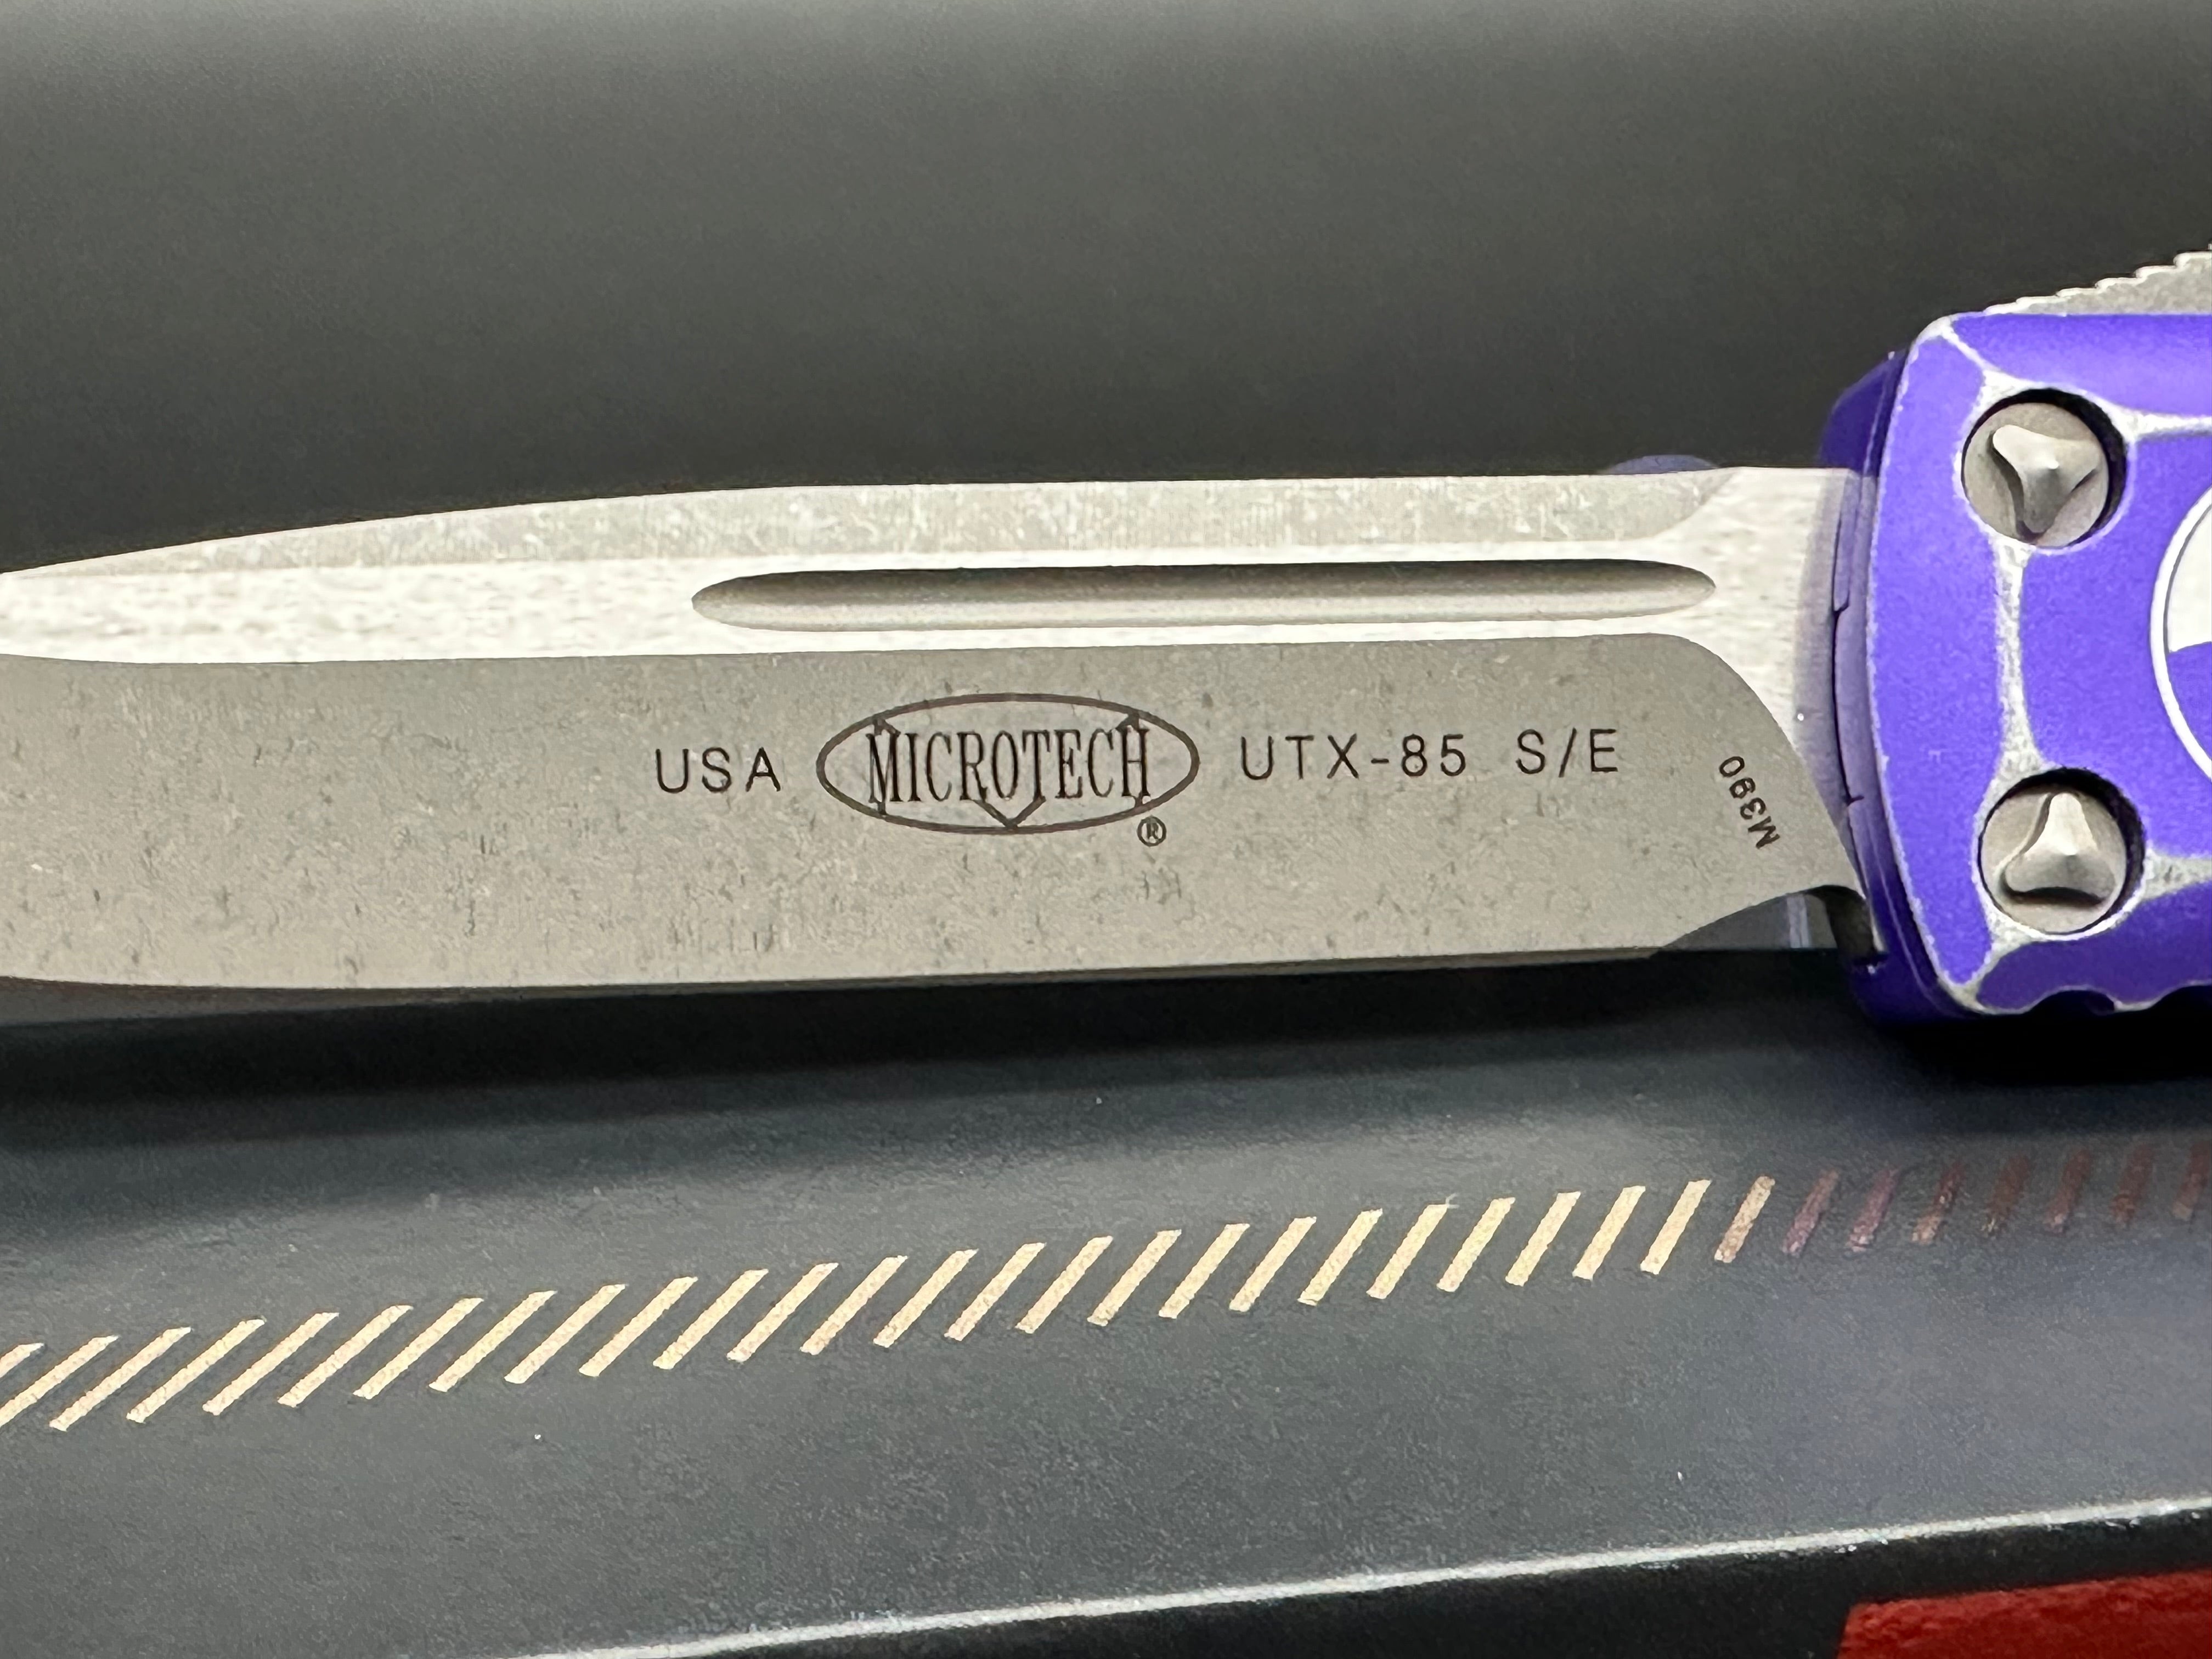 USA MICROTECH® UTX-85 S/E
M390